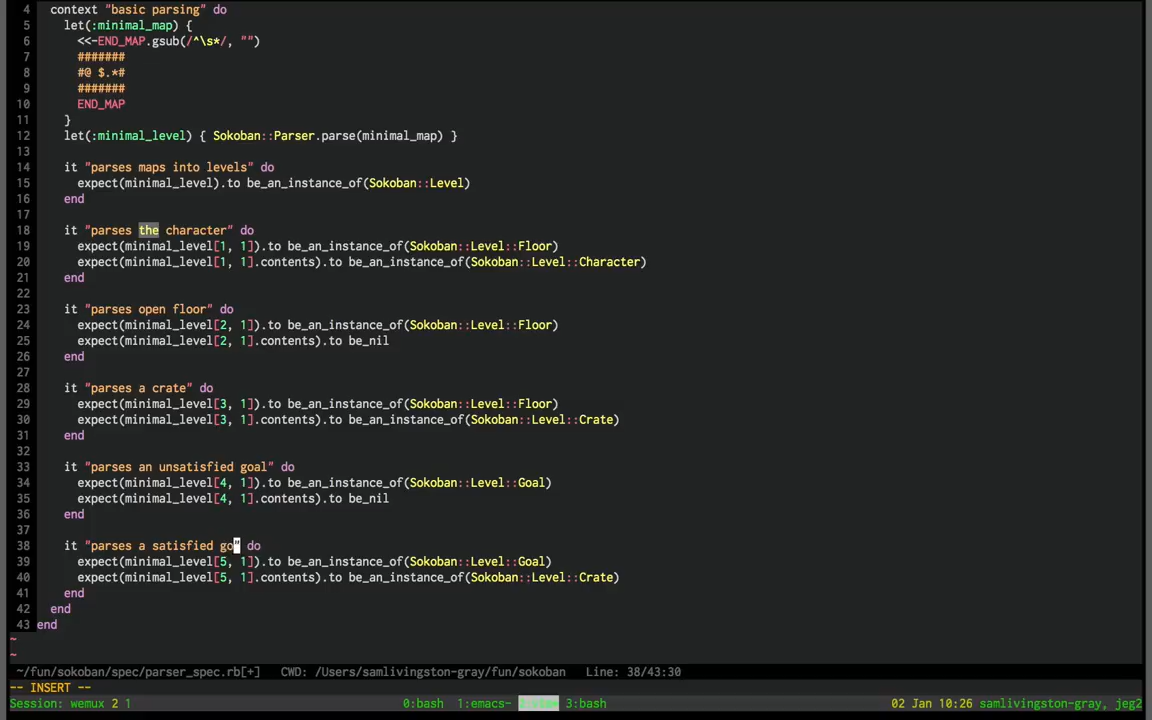 4 context "basic parsing" do
5 let(:minimal_map) {
6 <<-END_MAP.gsub(/^\s*/, "")
7 #######
8 #@ $.*#
9 #######
10 END_MAP
11 }
12 let(:minimal_level) { Sokoban::Parser.parse(minimal_map) }
13
14 it "parses maps into levels" do
15 expect(minimal_level).to be_an_instance_of(Sokoban::Level)
16 end
17
18 it "parses the character" do
19 expect(minimal_level[1, 1]).to be_an_instance_of(Sokoban::Level::Floor)
20 expect(minimal_level[1, 1].contents).to be_an_instance_of(Sokoban::Level::Character)
21 end
22
23 it "parses open floor" do
24 expect(minimal_level[2, 1]).to be_an_instance_of(Sokoban::Level::Floor)
25 expect(minimal_level[2, 1].contents).to be_nil
26 end
27
28 it "parses a crate" do
29 expect(minimal_level[3, 1]).to be_an_instance_of(Sokoban::Level::Floor)
30 expect(minimal_level[3, 1].contents).to be_an_instance_of(Sokoban::Level::Crate)
31 end
32
33 it "parses an unsatisfied goal" do
34 expect(minimal_level[4, 1]).to be_an_instance_of(Sokoban::Level::Goal)
35 expect(minimal_level[4, 1].contents).to be_nil
36 end
37
38 it "parses a satisfied go" do
39 expect(minimal_level[5, 1]).to be_an_instance_of(Sokoban::Level::Goal)
40 expect(minimal_level[5, 1].contents).to be_an_instance_of(Sokoban::Level::Crate)
41 end
42 end
43 end
~
~
~/fun/sokoban/spec/parser_spec.rb[+] CWD: /Users/samlivingston-gray/fun/sokoban Line: 38/43:30
-- INSERT --
Session: wemux 2 1 0:bash 1:emacs- 3:bash 02 Jan 10:26 samlivingston-gray, jeg2